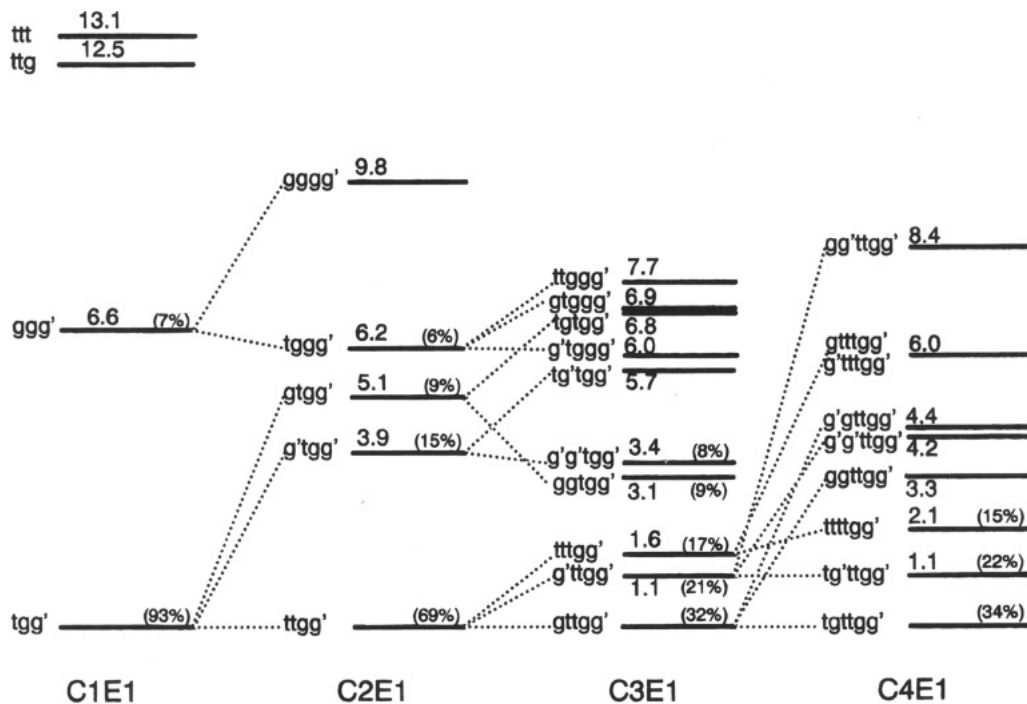 ttt 13.1
ttg 12.5
ggg' 6.6 (7%)
tgg' (93%)
C1E1
gggg' 9.8
tggg' 6.2 (6%)
gtgg' 5.1 (9%)
g'tgg' 3.9 (15%)
ttgg' (69%)
C2E1
ttggg' 7.7
gtggg' 6.9
tgtgg' 6.8
g'tggg' 6.0
tg'tgg' 5.7
g'g'tgg' 3.4 (8%)
ggtgg' 3.1 (9%)
tttgg' 1.6 (17%)
g'ttgg' 1.1 (21%)
gttgg' (32%)
C3E1
gg'ttgg' 8.4
gtttgg' 6.0
g'tttgg'
g'gttgg' 4.4
g'g'ttgg' 4.2
ggttgg' 3.3
ttttgg' 2.1 (15%)
tg'ttgg' 1.1 (22%)
tgttgg' (34%)
C4E1